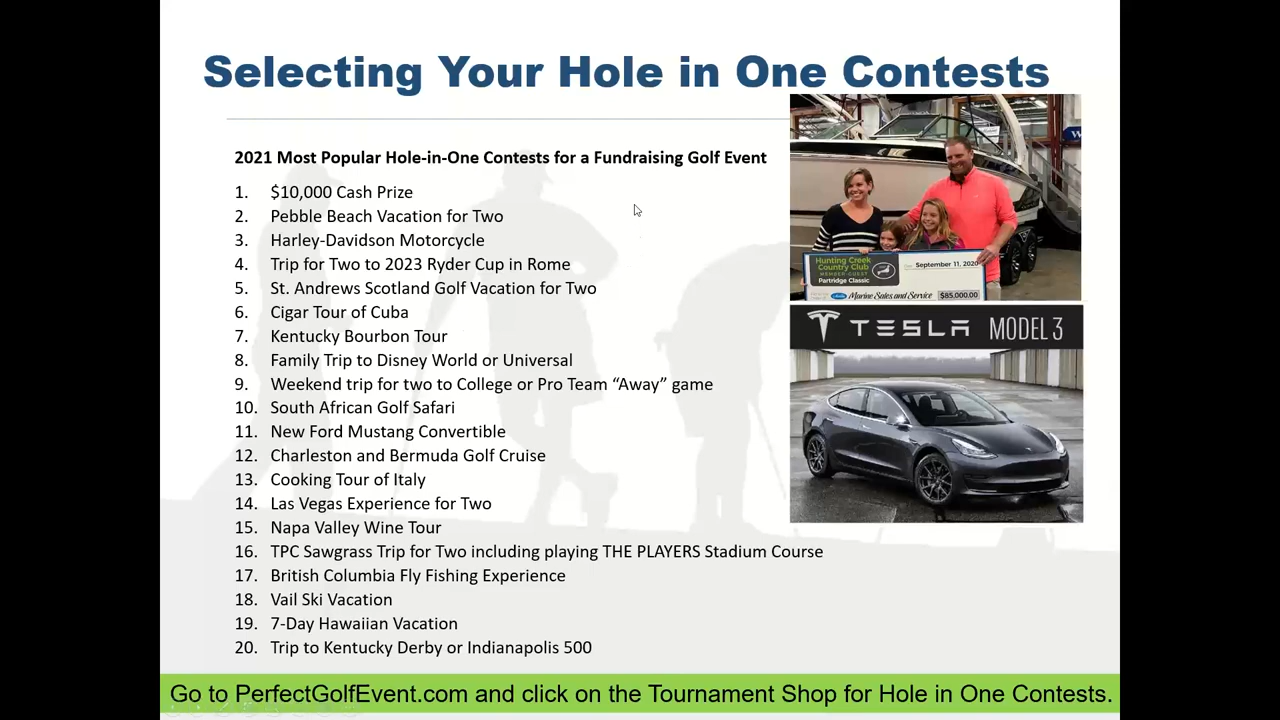 Selecting Your Hole in One Contests
2021 Most Popular Hole-in-One Contests for a Fundraising Golf Event
1. $10,000 Cash Prize
2. Pebble Beach Vacation for Two
3. Harley-Davidson Motorcycle
4. Trip for Two to 2023 Ryder Cup in Rome
5. St. Andrews Scotland Golf Vacation for Two
6. Cigar Tour of Cuba
7. Kentucky Bourbon Tour
8. Family Trip to Disney World or Universal
9. Weekend trip for two to College or Pro Team “Away” game
10. South African Golf Safari
11. New Ford Mustang Convertible
12. Charleston and Bermuda Golf Cruise
13. Cooking Tour of Italy
14. Las Vegas Experience for Two
15. Napa Valley Wine Tour
16. TPC Sawgrass Trip for Two including playing THE PLAYERS Stadium Course
17. British Columbia Fly Fishing Experience
18. Vail Ski Vacation
19. 7-Day Hawaiian Vacation
20. Trip to Kentucky Derby or Indianapolis 500
Hunting Creek
Country Club
MEMBER GUEST
Partridge Classic
September 11, 2020
Marine Sales and Service
$85,000.00
TESLA MODEL 3
Go to PerfectGolfEvent.com and click on the Tournament Shop for Hole in One Contests.